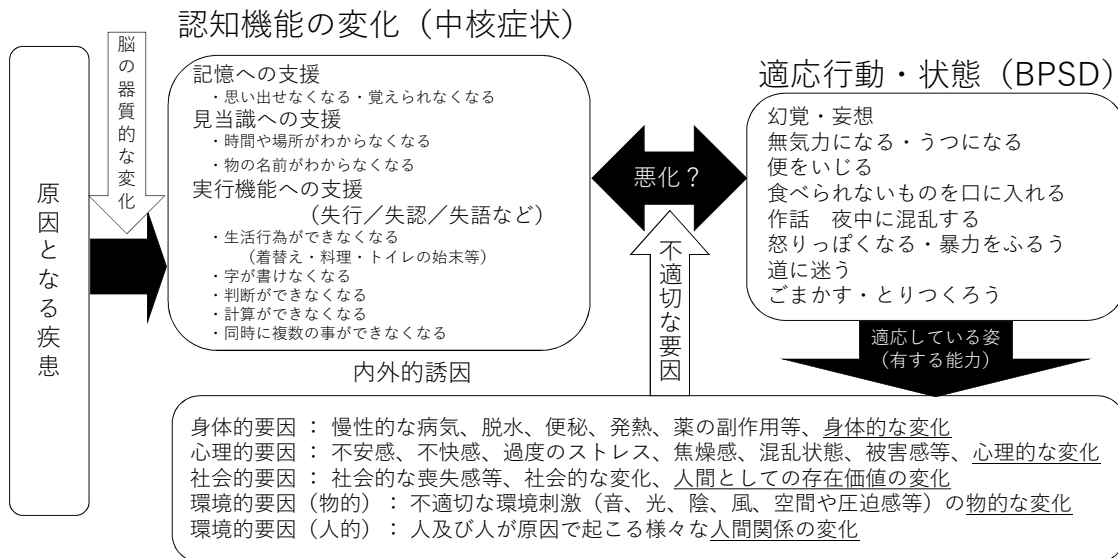 認知機能の変化（中核症状）
脳の器質的な変化
原因となる疾患
記憶への支援
・思い出せなくなる・覚えられなくなる
見当識への支援
・時間や場所がわからなくなる
・物の名前がわからなくなる
実行機能への支援
（失行／失認／失語など）
・生活行為ができなくなる
（着替え・料理・トイレの始末等）
・字が書けなくなる
・判断ができなくなる
・計算ができなくなる
・同時に複数の事ができなくなる
悪化？
不適切な要因
適応行動・状態（BPSD）
幻覚・妄想
無気力になる・うつになる
便をいじる
食べられないものを口に入れる
作話　夜中に混乱する
怒りっぽくなる・暴力をふるう
道に迷う
ごまかす・とりつくろう
適応している姿
（有する能力）
内外的誘因
身体的要因： 慢性的な病気、脱水、便秘、発熱、薬の副作用等、身体的な変化
心理的要因： 不安感、不快感、過度のストレス、焦燥感、混乱状態、被害感等、心理的な変化
社会的要因： 社会的な喪失感等、社会的な変化、人間としての存在価値の変化
環境的要因（物的）： 不適切な環境刺激（音、光、陰、風、空間や圧迫感等）の物的な変化
環境的要因（人的）： 人及び人が原因で起こる様々な人間関係の変化